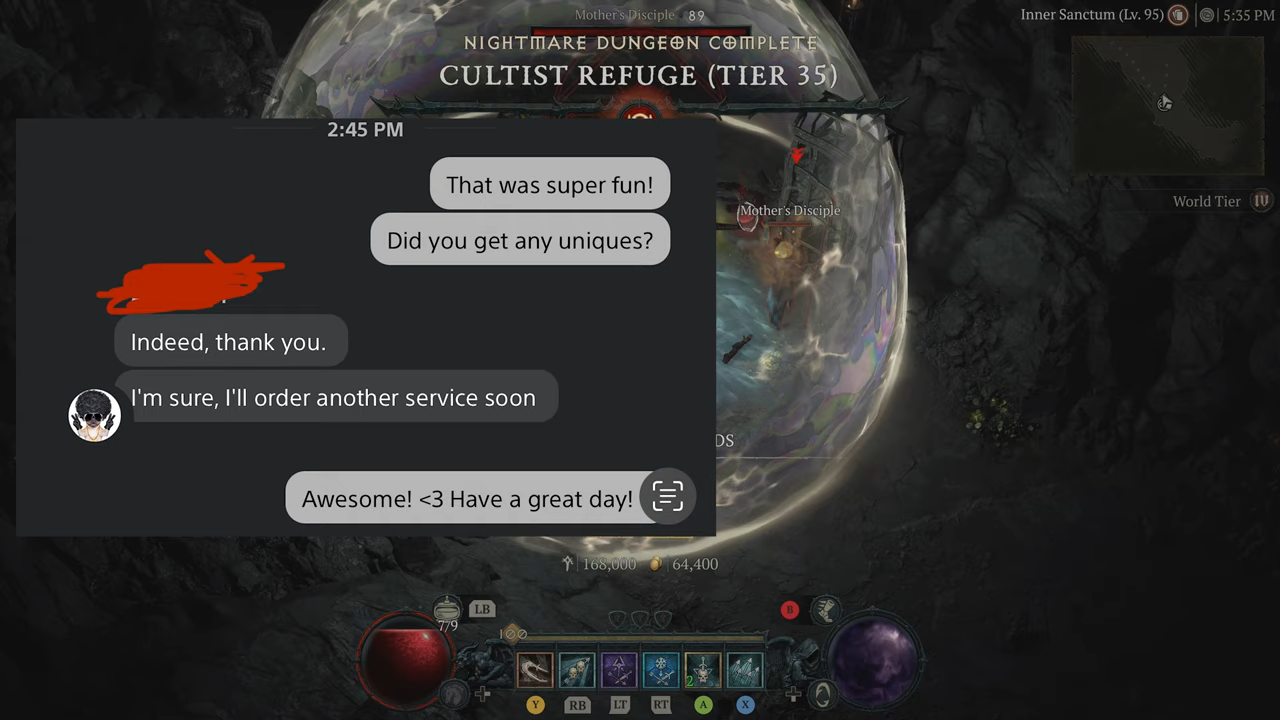 Mother's Disciple 89
Inner Sanctum (Lv. 95) 5:35 PM
NIGHTMARE DUNGEON COMPLETE
CULTIST REFUGE (TIER 35)
2:45 PM
That was super fun!
Did you get any uniques?
Mother's Disciple
World Tier IV
Indeed, thank you.
I'm sure, I'll order another service soon
DS
Awesome! <3 Have a great day!
168,000 64,400
7/9
LB
B
100
2
Y RB LT RT A X